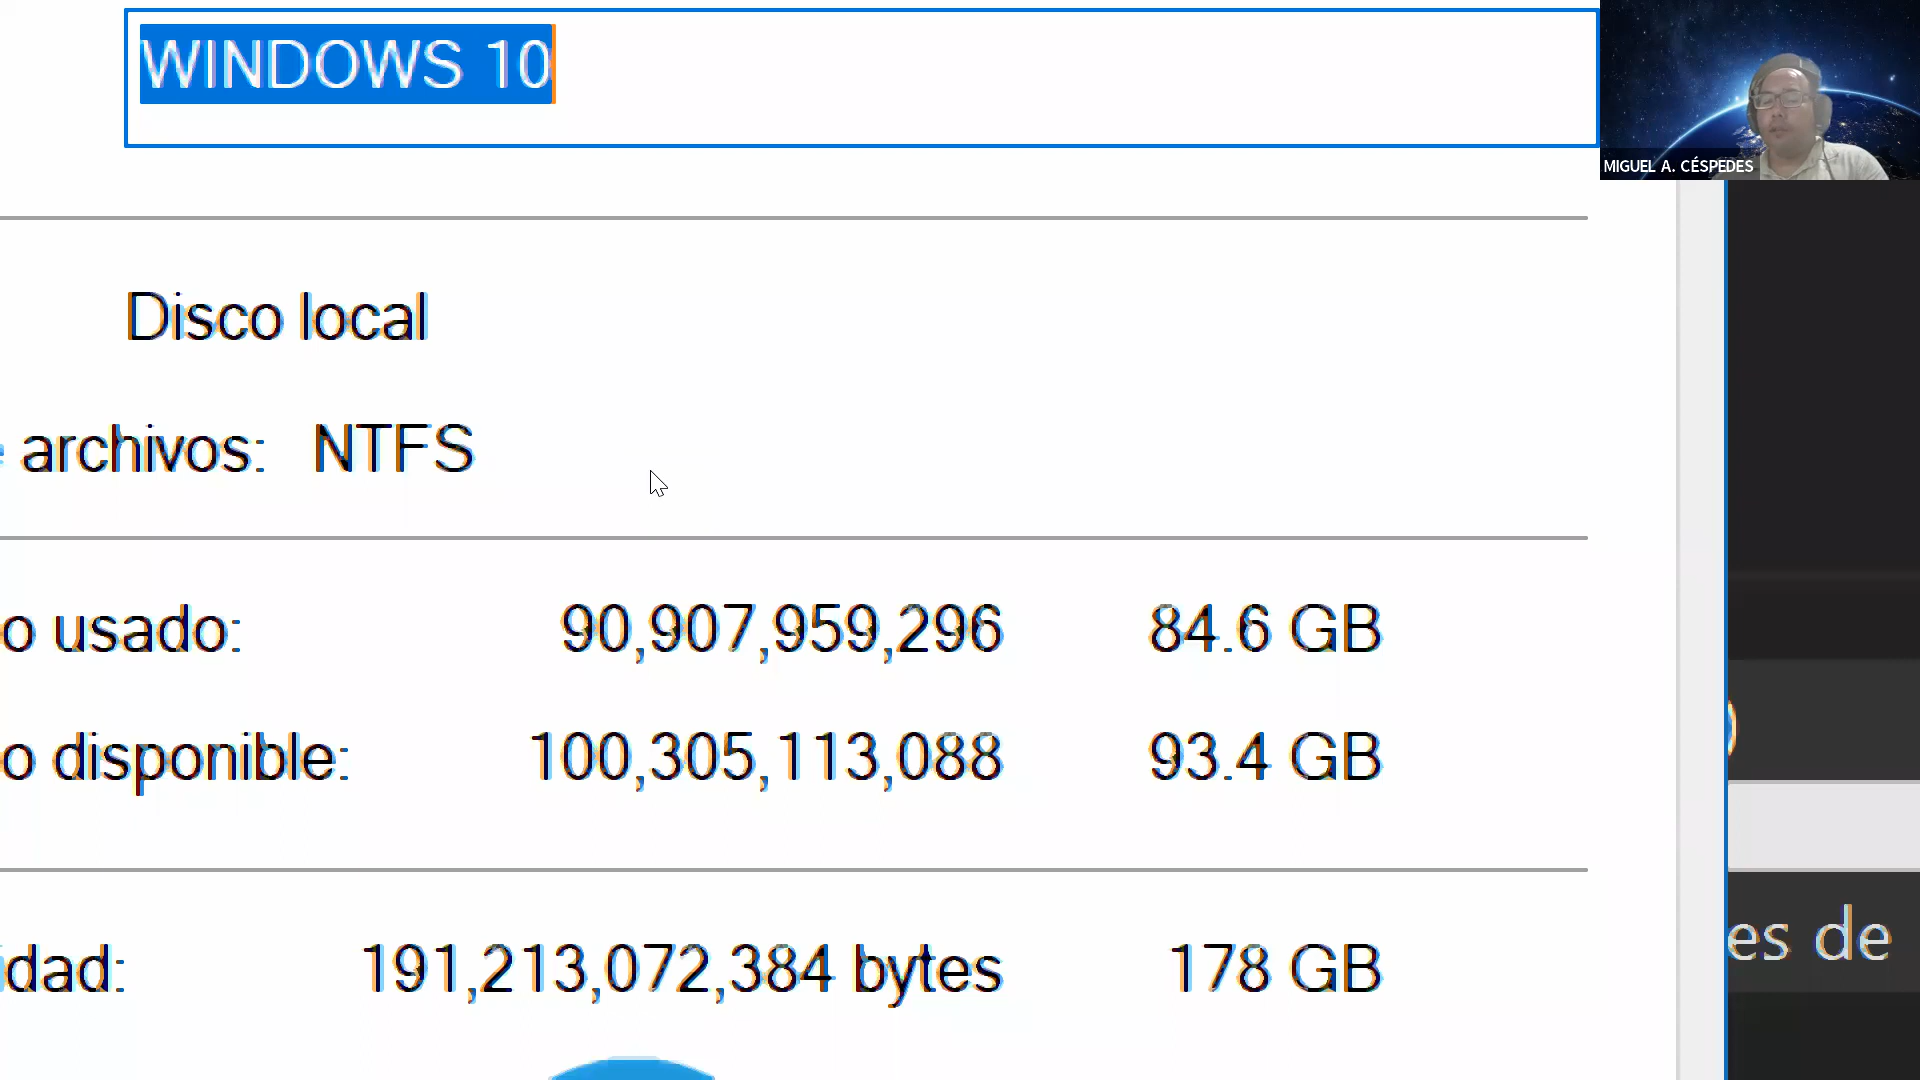 WINDOWS 10
MIGUEL A. CÉSPEDES
Disco local
archivos: NTFS
o usado: 90,907,959,296 84.6 GB
o disponible: 100,305,113,088 93.4 GB
es de
idad: 191,213,072,384 bytes 178 GB